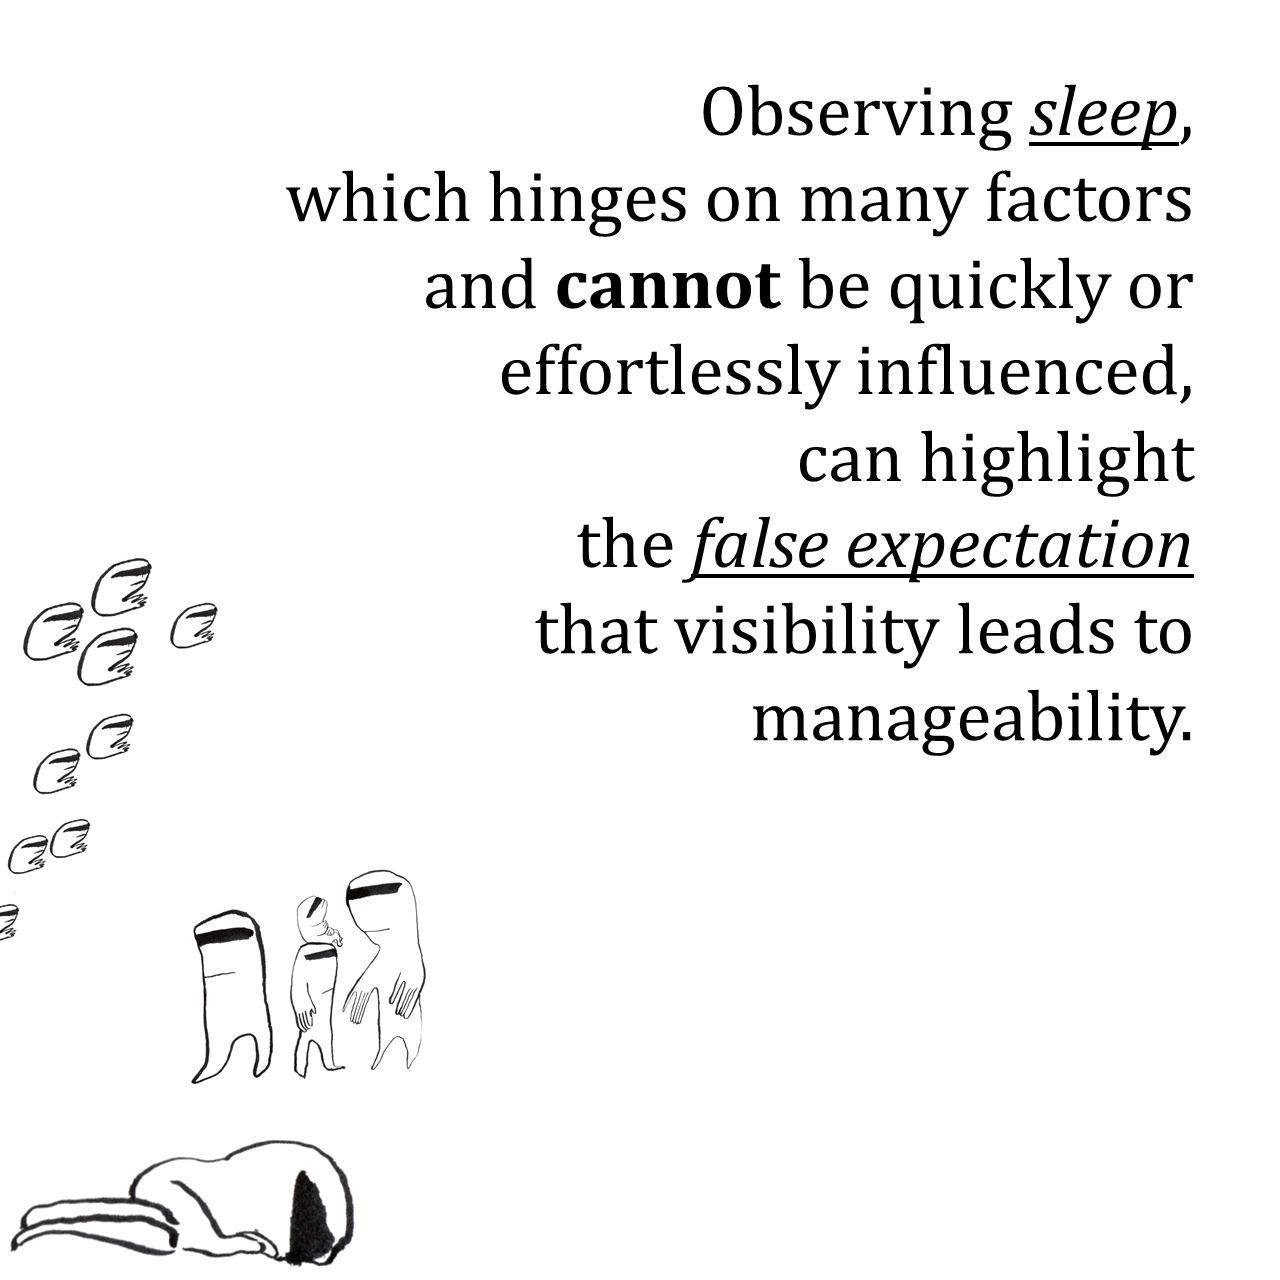 Observing sleep,
which hinges on many factors
and cannot be quickly or
effortlessly influenced,
can highlight
the false expectation
that visibility leads to
manageability.